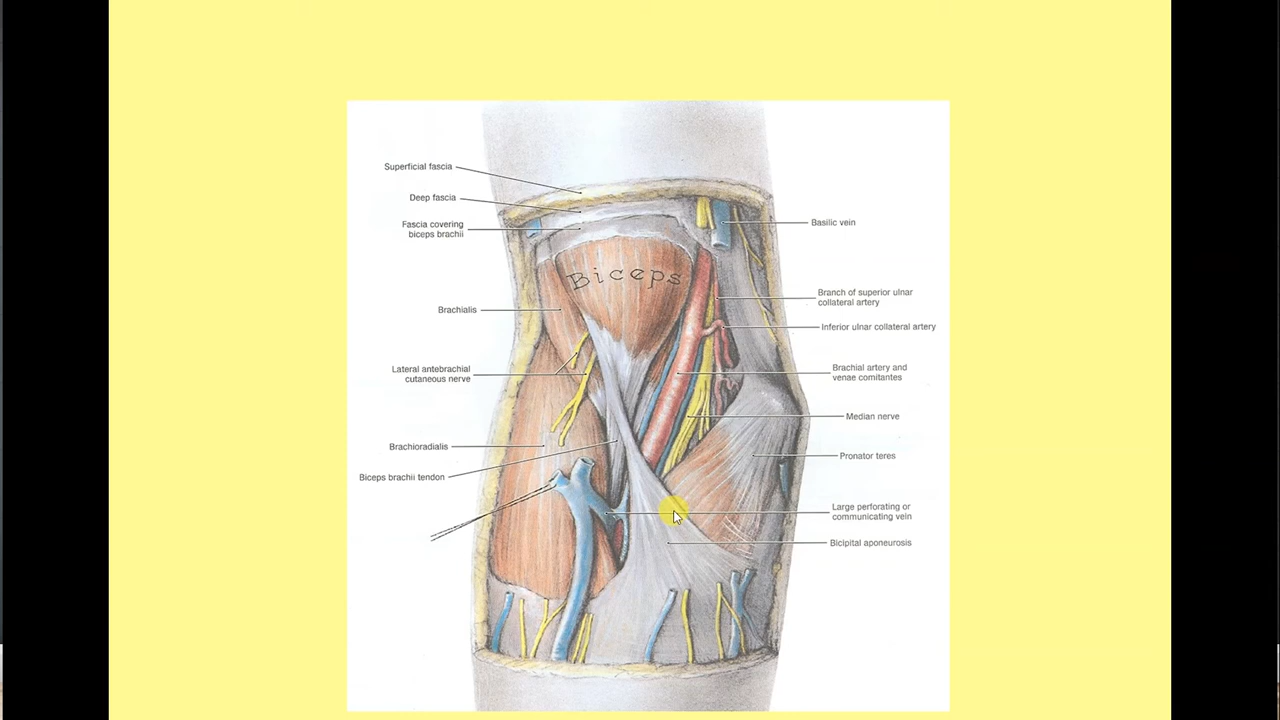 Superficial fascia
Deep fascia
Fascia covering
biceps brachii
Biceps
Brachialis
Lateral antebrachial
cutaneous nerve
Brachioradialis
Biceps brachii tendon
Basilic vein
Branch of superior ulnar
collateral artery
Inferior ulnar collateral artery
Brachial artery and
venae comitantes
Median nerve
Pronator teres
Large perforating or
communicating vein
Bicipital aponeurosis